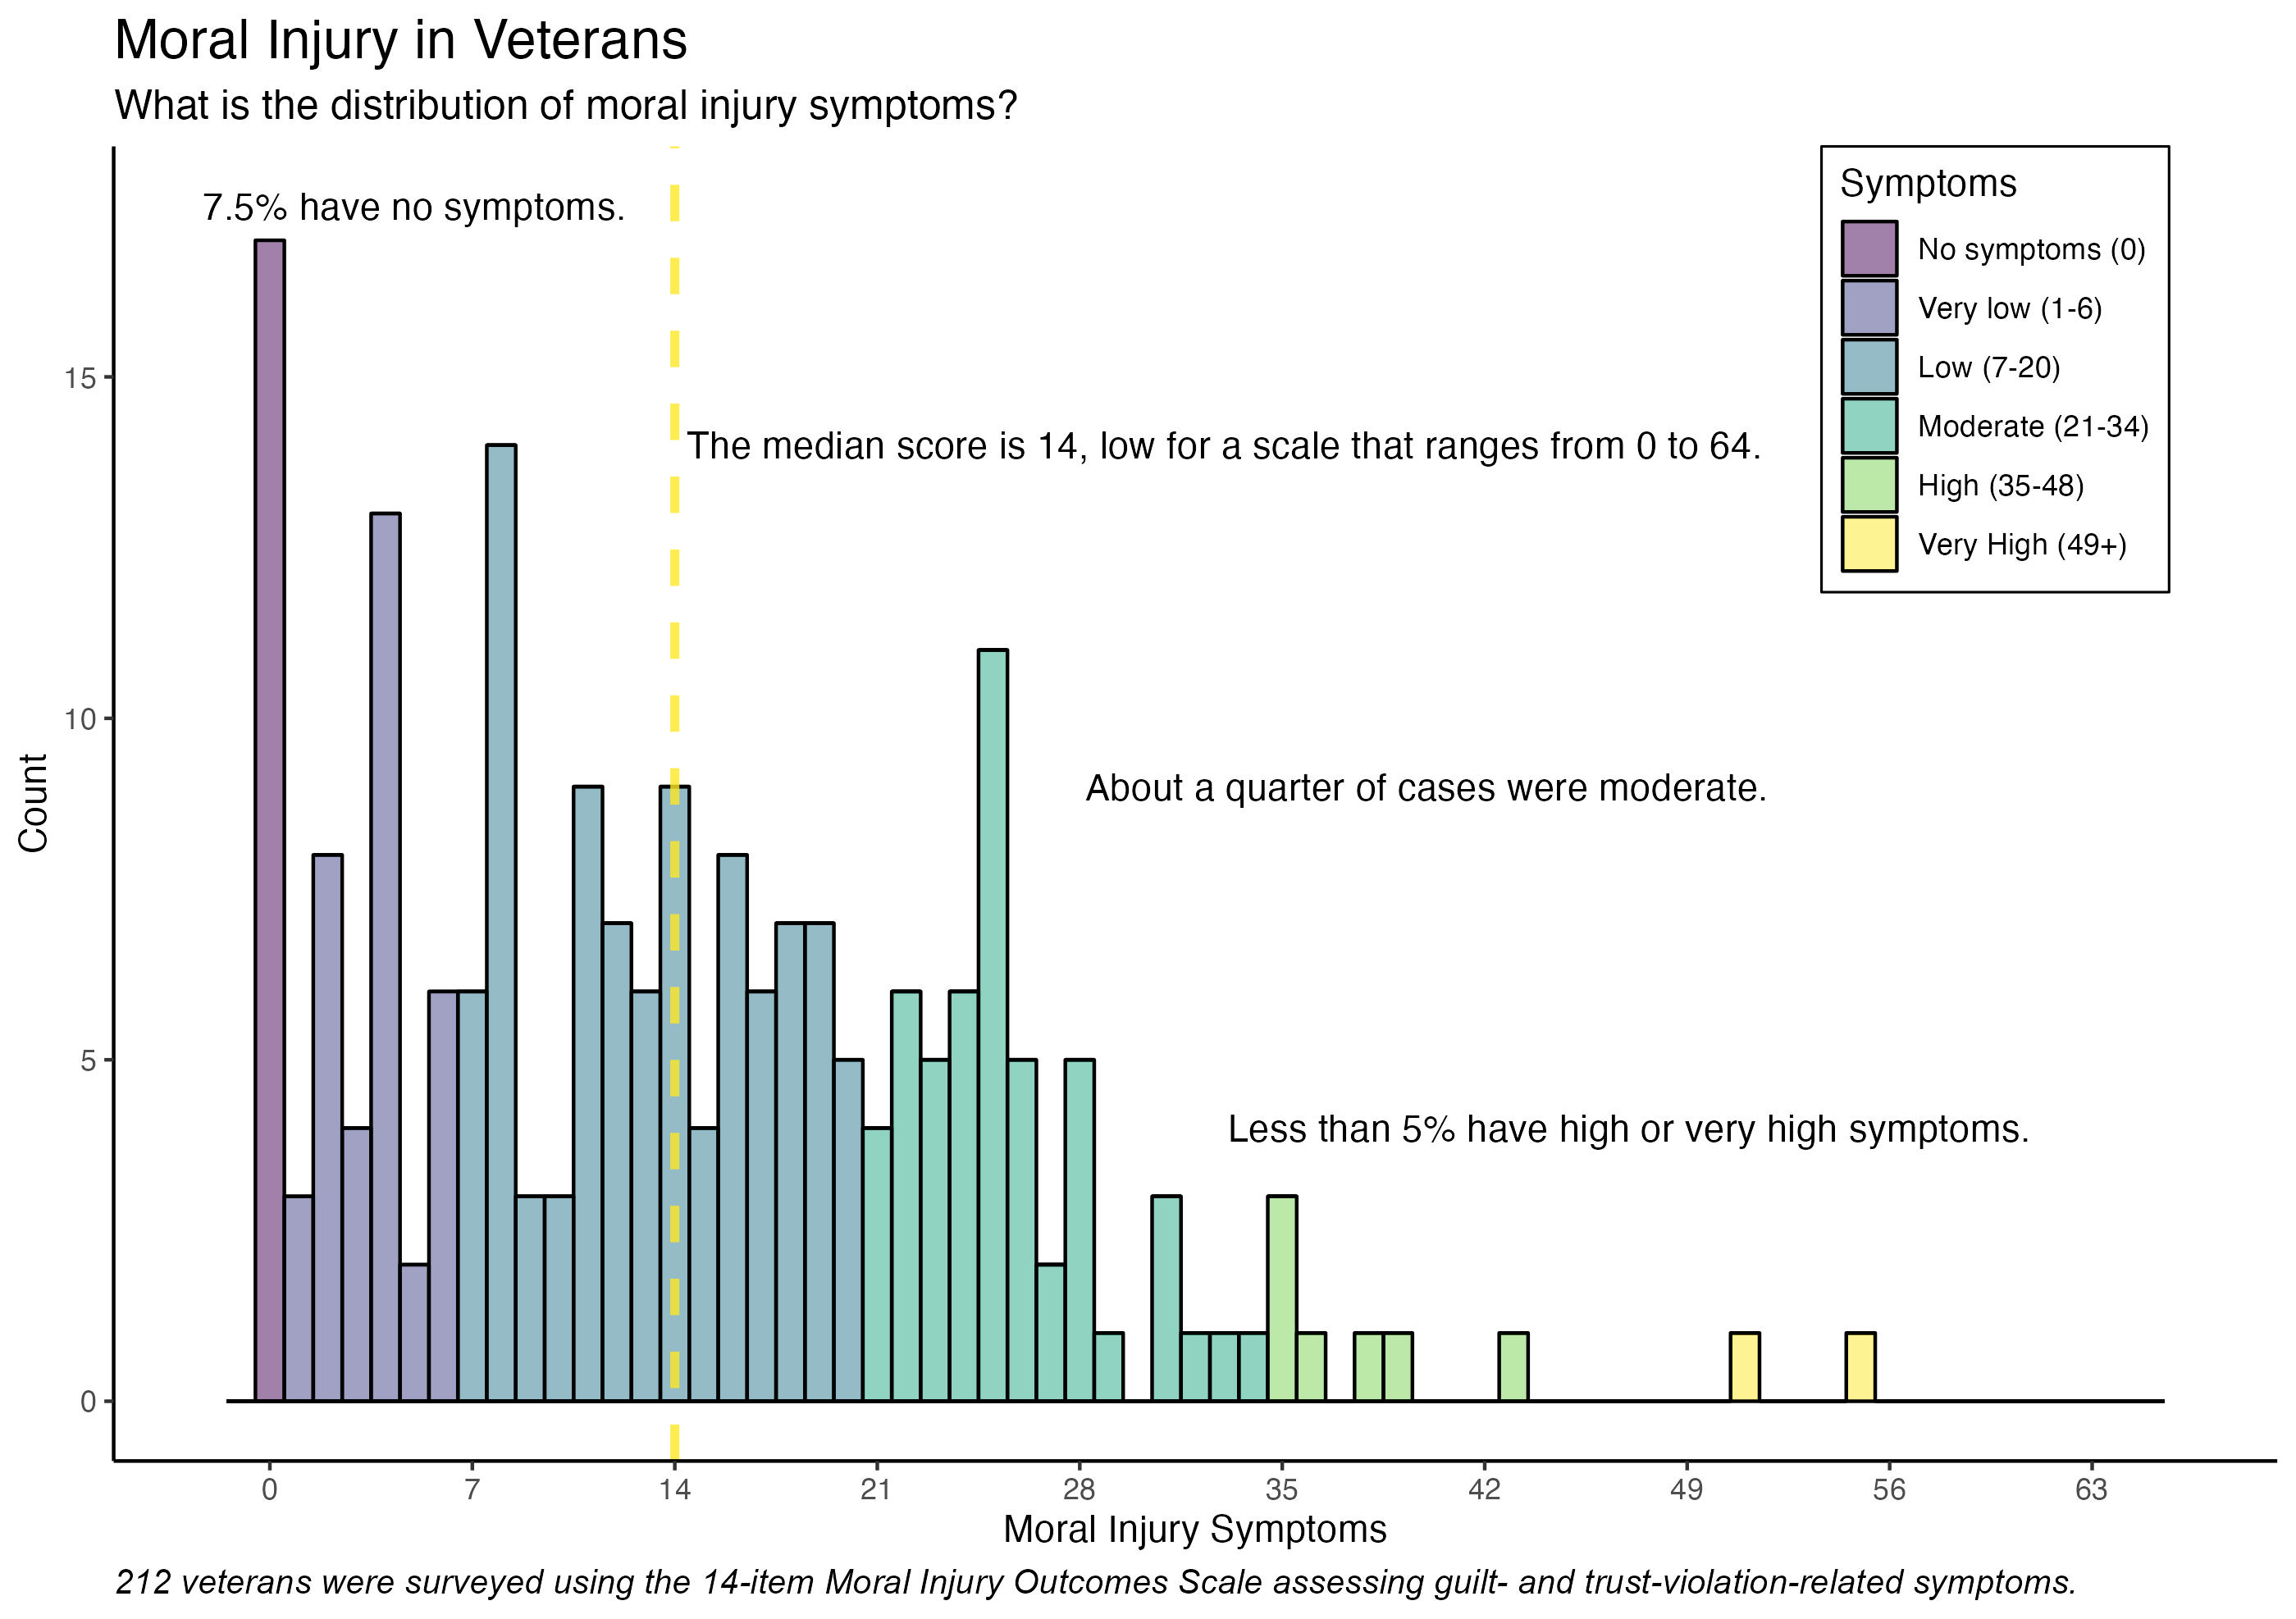 Moral Injury in Veterans
What is the distribution of moral injury symptoms?
7.5% have no symptoms.
Symptoms
No symptoms (0)
Very low (1-6)
Low (7-20)
Moderate (21-34)
High (35-48)
Very High (49+)
The median score is 14, low for a scale that ranges from 0 to 64.
About a quarter of cases were moderate.
Less than 5% have high or very high symptoms.
Count
15
10
5
0
0 7 14 21 28 35 42 49 56 63
Moral Injury Symptoms
212 veterans were surveyed using the 14-item Moral Injury Outcomes Scale assessing guilt- and trust-violation-related symptoms.